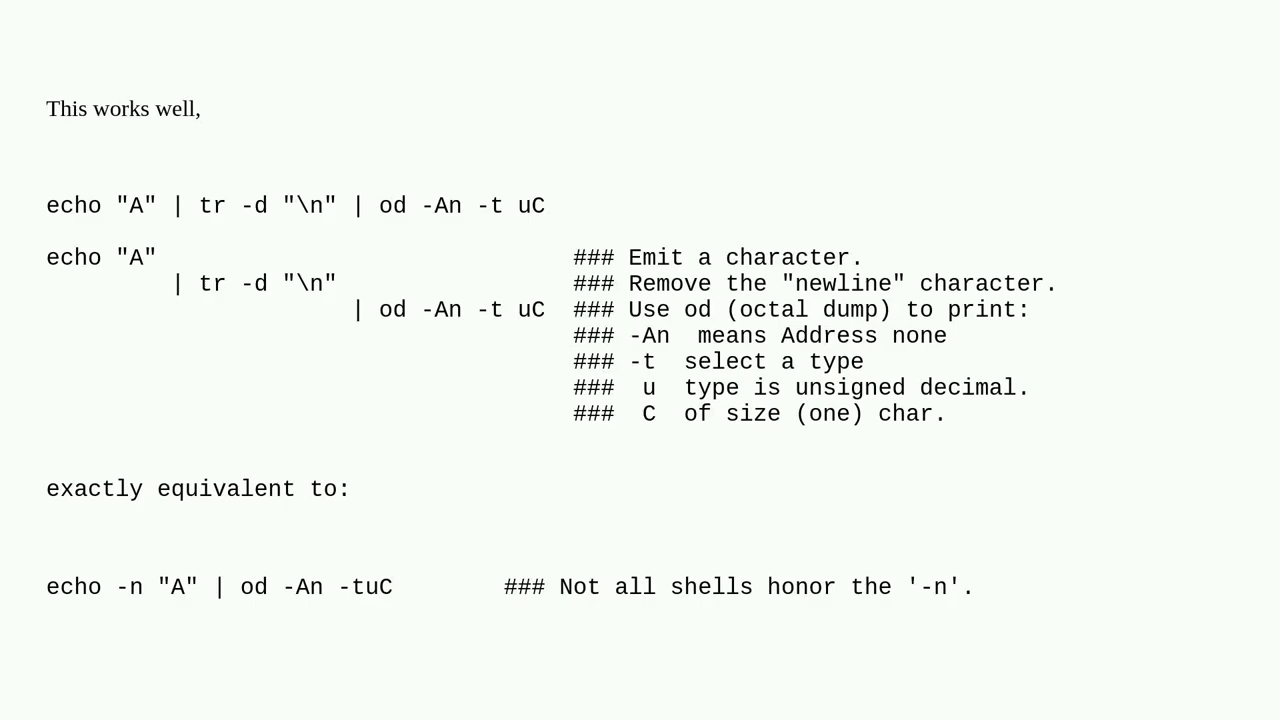 This works well,
echo "A" | tr -d "\n" | od -An -t uC
echo "A"                              ### Emit a character.
         | tr -d "\n"                 ### Remove the "newline" character.
                      | od -An -t uC  ### Use od (octal dump) to print:
                                      ### -An  means Address none
                                      ### -t  select a type
                                      ###  u  type is unsigned decimal.
                                      ###  C  of size (one) char.
exactly equivalent to:
echo -n "A" | od -An -tuC        ### Not all shells honor the '-n'.